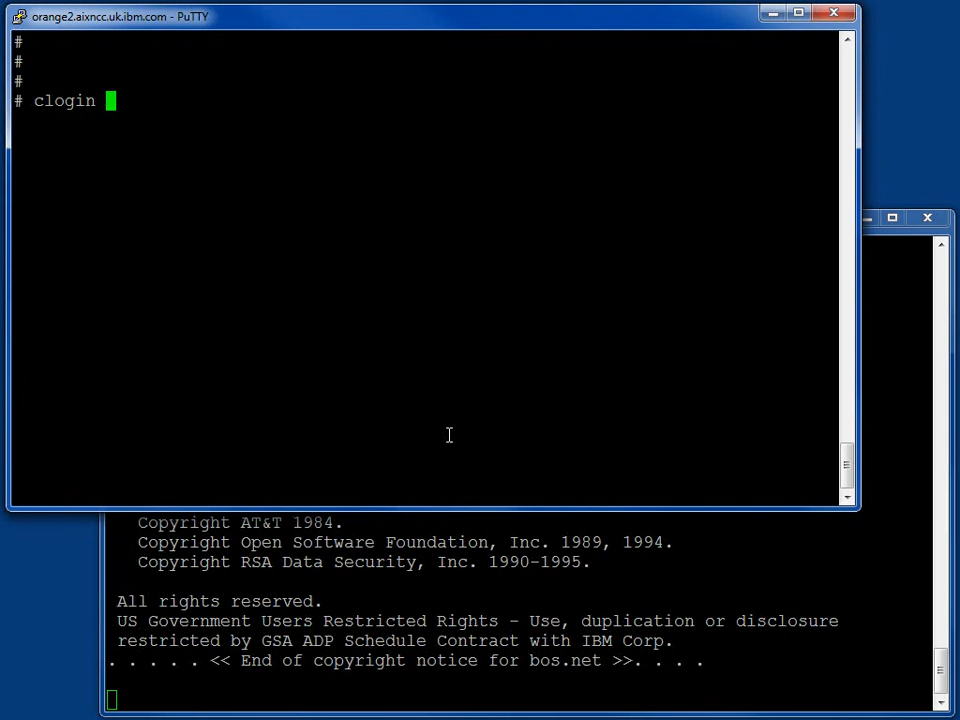 orange2.aixncc.uk.ibm.com - PuTTY
#
#
#
# clogin
Copyright AT&T 1984.
Copyright Open Software Foundation, Inc. 1989, 1994.
Copyright RSA Data Security, Inc. 1990-1995.
All rights reserved.
US Government Users Restricted Rights - Use, duplication or disclosure
restricted by GSA ADP Schedule Contract with IBM Corp.
. . . . . << End of copyright notice for bos.net >>. . . .